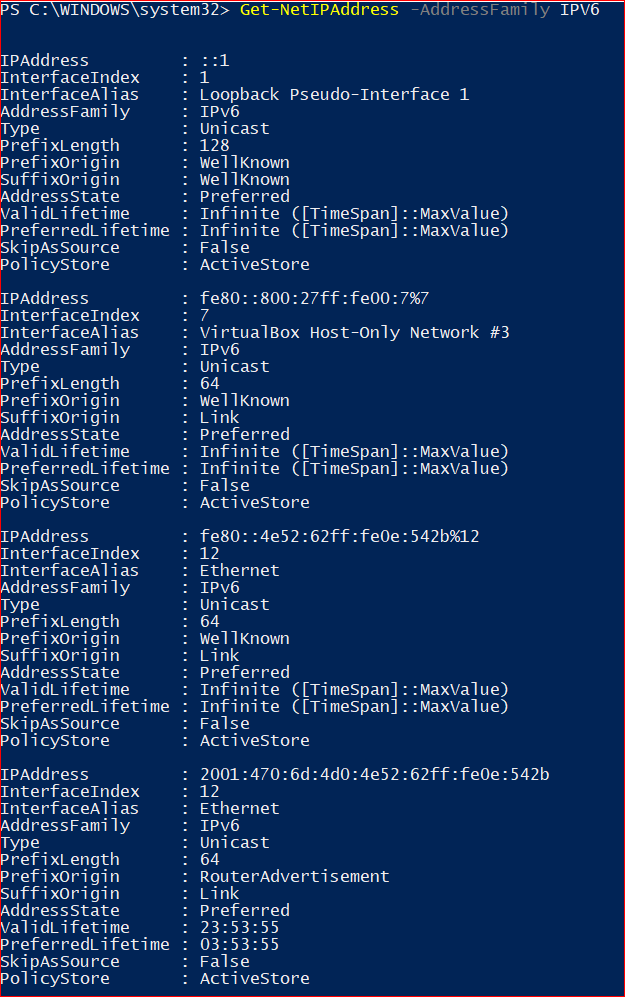 PS C:\WINDOWS\system32> Get-NetIPAddress -AddressFamily IPV6
IPAddress         : ::1
InterfaceIndex    : 1
InterfaceAlias    : Loopback Pseudo-Interface 1
AddressFamily     : IPv6
Type              : Unicast
PrefixLength      : 128
PrefixOrigin      : WellKnown
SuffixOrigin      : WellKnown
AddressState      : Preferred
ValidLifetime     : Infinite ([TimeSpan]::MaxValue)
PreferredLifetime : Infinite ([TimeSpan]::MaxValue)
SkipAsSource      : False
PolicyStore       : ActiveStore
IPAddress         : fe80::800:27ff:fe00:7%7
InterfaceIndex    : 7
InterfaceAlias    : VirtualBox Host-Only Network #3
AddressFamily     : IPv6
Type              : Unicast
PrefixLength      : 64
PrefixOrigin      : WellKnown
SuffixOrigin      : Link
AddressState      : Preferred
ValidLifetime     : Infinite ([TimeSpan]::MaxValue)
PreferredLifetime : Infinite ([TimeSpan]::MaxValue)
SkipAsSource      : False
PolicyStore       : ActiveStore
IPAddress         : fe80::4e52:62ff:fe0e:542b%12
InterfaceIndex    : 12
InterfaceAlias    : Ethernet
AddressFamily     : IPv6
Type              : Unicast
PrefixLength      : 64
PrefixOrigin      : WellKnown
SuffixOrigin      : Link
AddressState      : Preferred
ValidLifetime     : Infinite ([TimeSpan]::MaxValue)
PreferredLifetime : Infinite ([TimeSpan]::MaxValue)
SkipAsSource      : False
PolicyStore       : ActiveStore
IPAddress         : 2001:470:6d:4d0:4e52:62ff:fe0e:542b
InterfaceIndex    : 12
InterfaceAlias    : Ethernet
AddressFamily     : IPv6
Type              : Unicast
PrefixLength      : 64
PrefixOrigin      : RouterAdvertisement
SuffixOrigin      : Link
AddressState      : Preferred
ValidLifetime     : 23:53:55
PreferredLifetime : 03:53:55
SkipAsSource      : False
PolicyStore       : ActiveStore